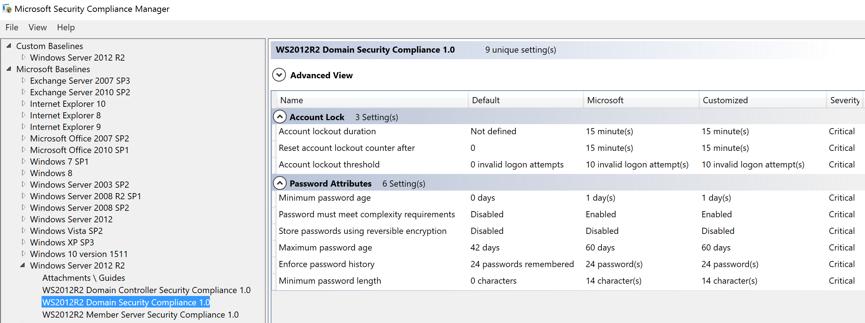 Microsoft Security Compliance Manager
File View Help
Custom Baselines
Windows Server 2012 R2
Microsoft Baselines
Exchange Server 2007 SP3
Exchange Server 2010 SP2
Internet Explorer 10
Internet Explorer 8
Internet Explorer 9
Microsoft Office 2007 SP2
Microsoft Office 2010 SP1
Windows 7 SP1
Windows 8
Windows Server 2003 SP2
Windows Server 2008 R2 SP1
Windows Server 2008 SP2
Windows Server 2012
Windows Vista SP2
Windows XP SP3
Windows 10 version 1511
Windows Server 2012 R2
Attachments \ Guides
WS2012R2 Domain Controller Security Compliance 1.0
WS2012R2 Domain Security Compliance 1.0
WS2012R2 Member Server Security Compliance 1.0
WS2012R2 Domain Security Compliance 1.0 9 unique setting(s)
Advanced View
Name Default Microsoft Customized Severity
Account Lock 3 Setting(s)
Account lockout duration Not defined 15 minute(s) 15 minute(s) Critical
Reset account lockout counter after 0 15 minute(s) 15 minute(s) Critical
Account lockout threshold 0 invalid logon attempts 10 invalid logon attempt(s) 10 invalid logon attempt(s) Critical
Password Attributes 6 Setting(s)
Minimum password age 0 days 1 day(s) 1 day(s) Critical
Password must meet complexity requirements Disabled Enabled Enabled Critical
Store passwords using reversible encryption Disabled Disabled Disabled Critical
Maximum password age 42 days 60 days 60 days Critical
Enforce password history 24 passwords remembered 24 password(s) 24 password(s) Critical
Minimum password length 0 characters 14 character(s) 14 character(s) Critical